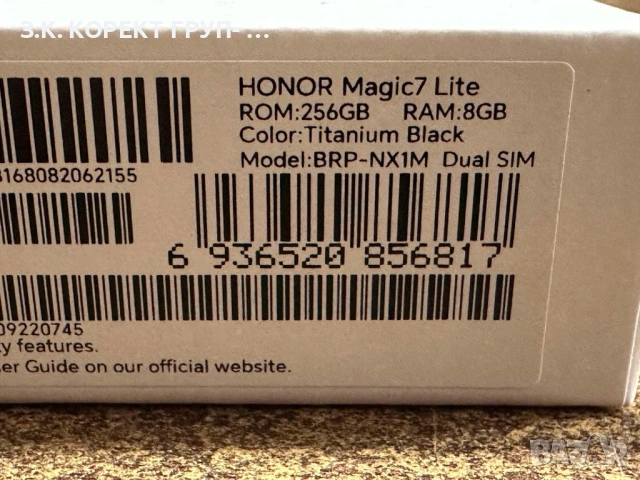 З.К. КОРЕКТ ГРУП- ...
HONOR Magic7 Lite
ROM:256GB RAM:8GB
Color:Titanium Black
Model:BRP-NX1M Dual SIM
168082062155
6 936520 856817
09220745
features.
Guide on our official website.
BAZAR